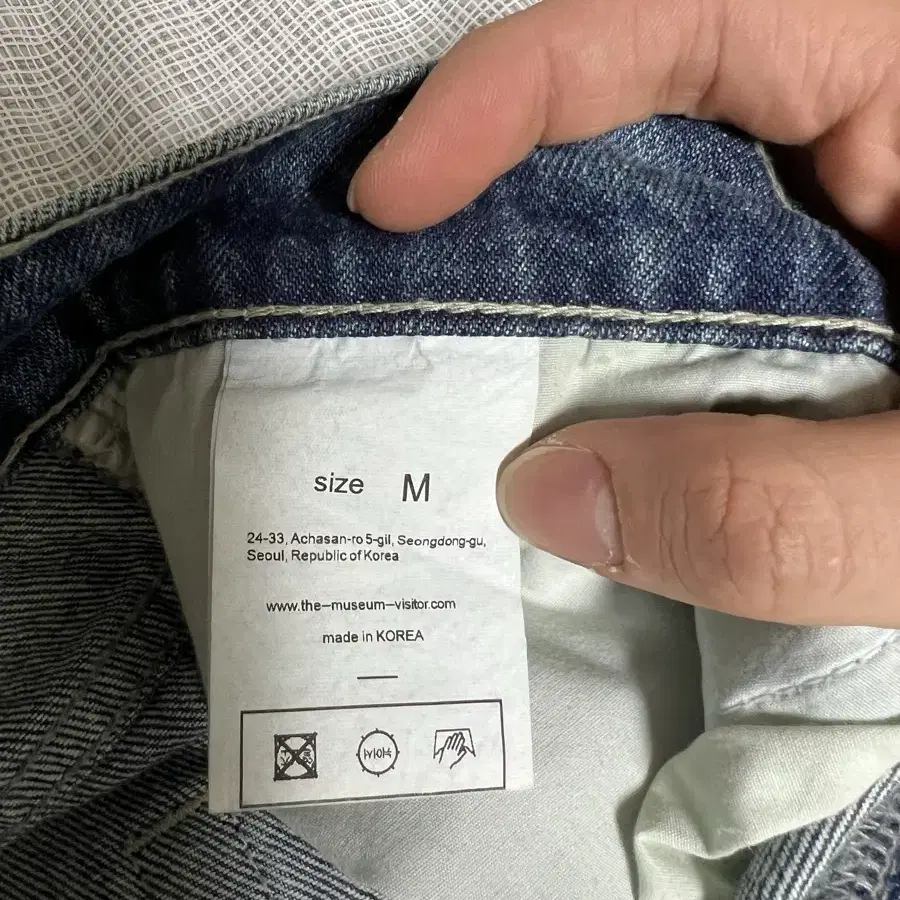 size M
24-33, Achasan-ro 5-gil, Seongdong-gu,
Seoul, Republic of Korea
www.the-museum-visitor.com
made in KOREA